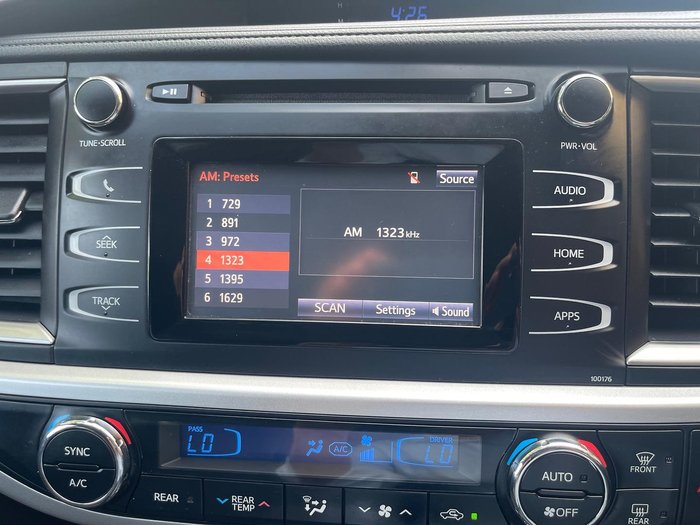 H
N
4:26
TUNE•SCROLL
PWR•VOL
AM: Presets
Source
1 729
2 891
3 972
4 1323
5 1395
6 1629
AM 1323 kHz
SCAN
Settings
Sound
SEEK
TRACK
AUDIO
HOME
APPS
100176
SYNC
A/C
PASS
LO
A/C
DRIVER
LO
AUTO
OFF
FRONT
REAR
REAR
REAR TEMP